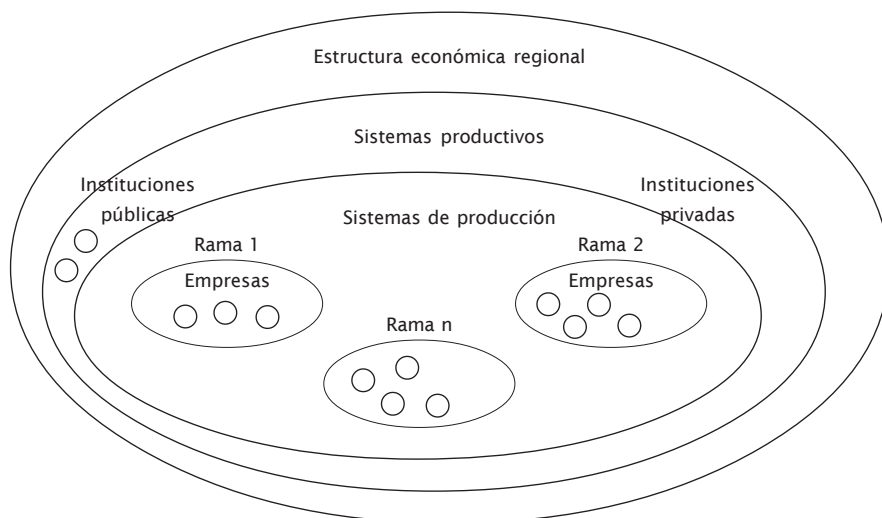 Estructura económica regional
Sistemas productivos
Instituciones
públicas
Instituciones
privadas
Sistemas de producción
Rama 1
Rama 2
Empresas
Empresas
Rama n